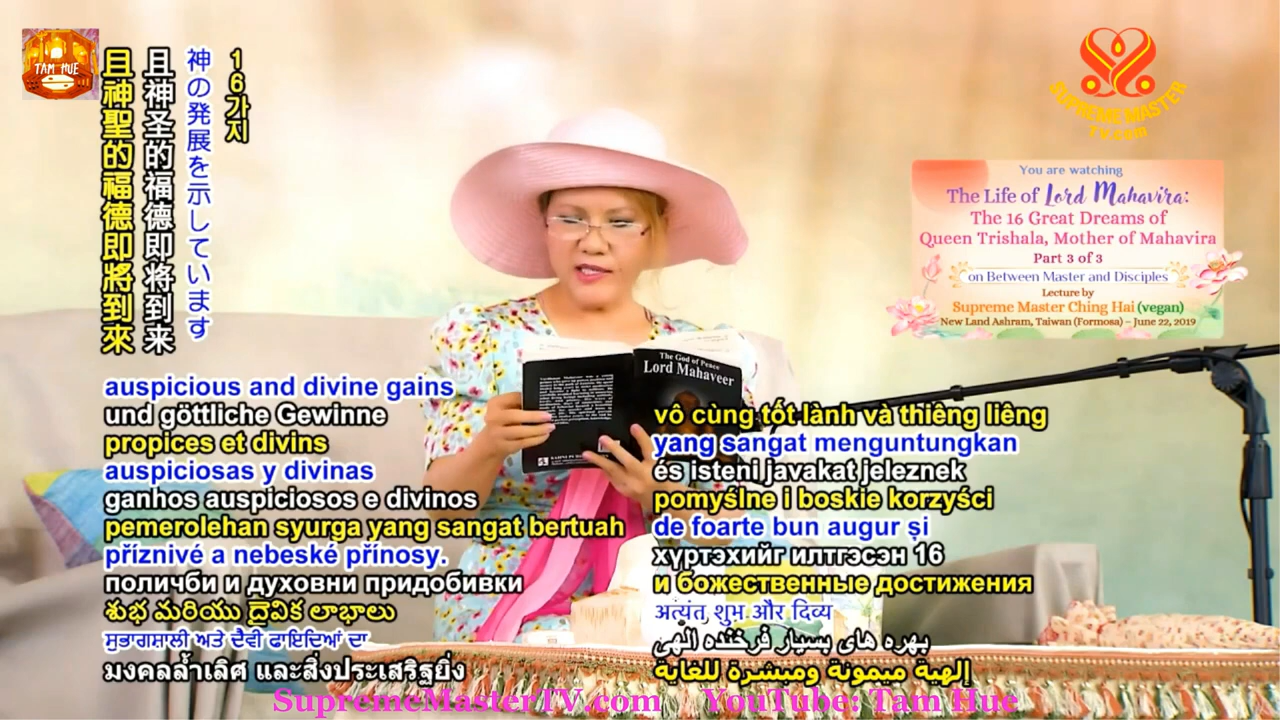 TAM HUE
且神聖的福德即將到來
且神圣的福德即将到来
神の発展を示しています
16가지
SUPREME MASTER
TV.com
You are watching
The Life of Lord Mahavira:
The 16 Great Dreams of
Queen Trishala, Mother of Mahavira
Part 3 of 3
on Between Master and Disciples
Lecture by
Supreme Master Ching Hai (vegan)
New Land Ashram, Taiwan (Formosa) – June 22, 2019
The God of Peace
Lord Mahaveer
auspicious and divine gains
und göttliche Gewinne
propices et divins
auspiciosas y divinas
ganhos auspiciosos e divinos
pemerolehan syurga yang sangat bertuah
příznivé a nebeské přínosy.
поличби и духовни придобивки
శుభ మరియు దైవిక లాభాలు
ਸੁਭਾਗਸ਼ਾਲੀ ਅਤੇ ਦੈਵੀ ਫਾਇਦਿਆਂ ਦਾ
มงคลล้ำเลิศ และสิ่งประเสริฐยิ่ง
vô cùng tốt lành và thiêng liêng
yang sangat menguntungkan
és isteni javakat jeleznek
pomyślne i boskie korzyści
de foarte bun augur și
хүртэхийг илтгэсэн 16
и божественные достижения
अत्यंत शुभ और दिव्य
بهره های بسیار فرخنده الهی
إلهية ميمونة ومبشرة للغاية
SupremeMasterTV.com YouTube: Tam Hue